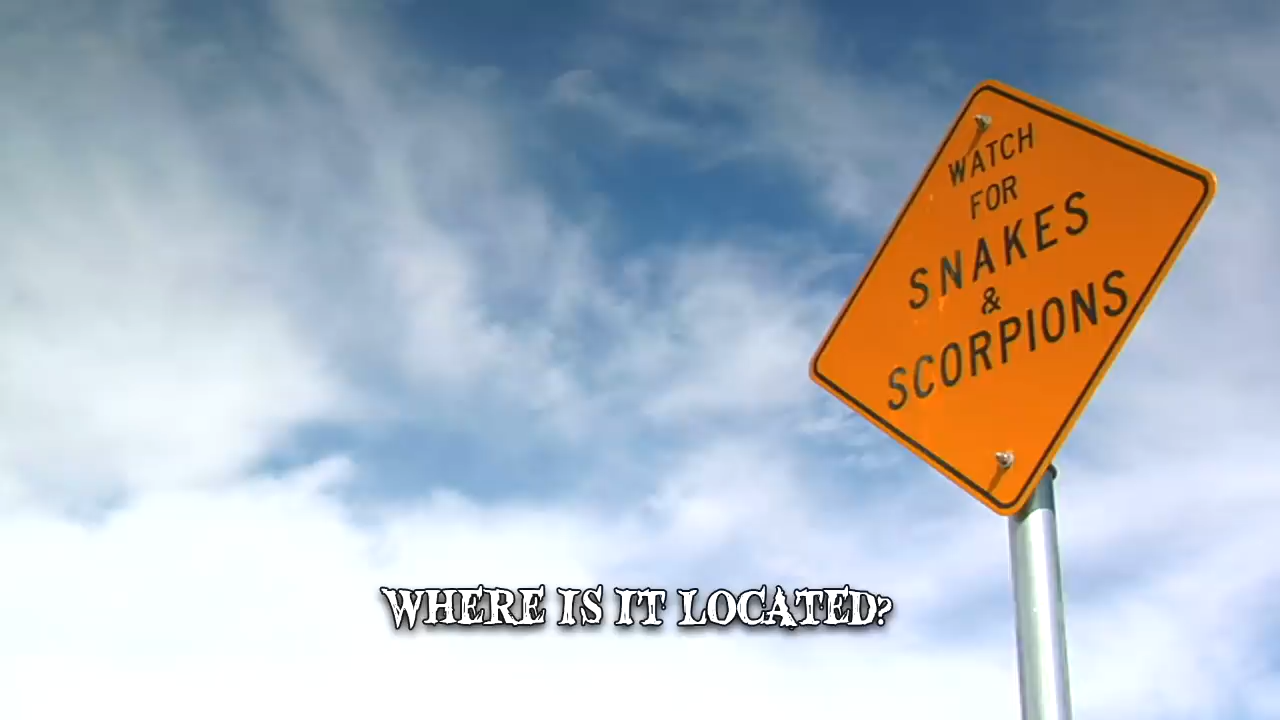 WATCH
FOR
SNAKES
&
SCORPIONS
WHERE IS IT LOCATED?